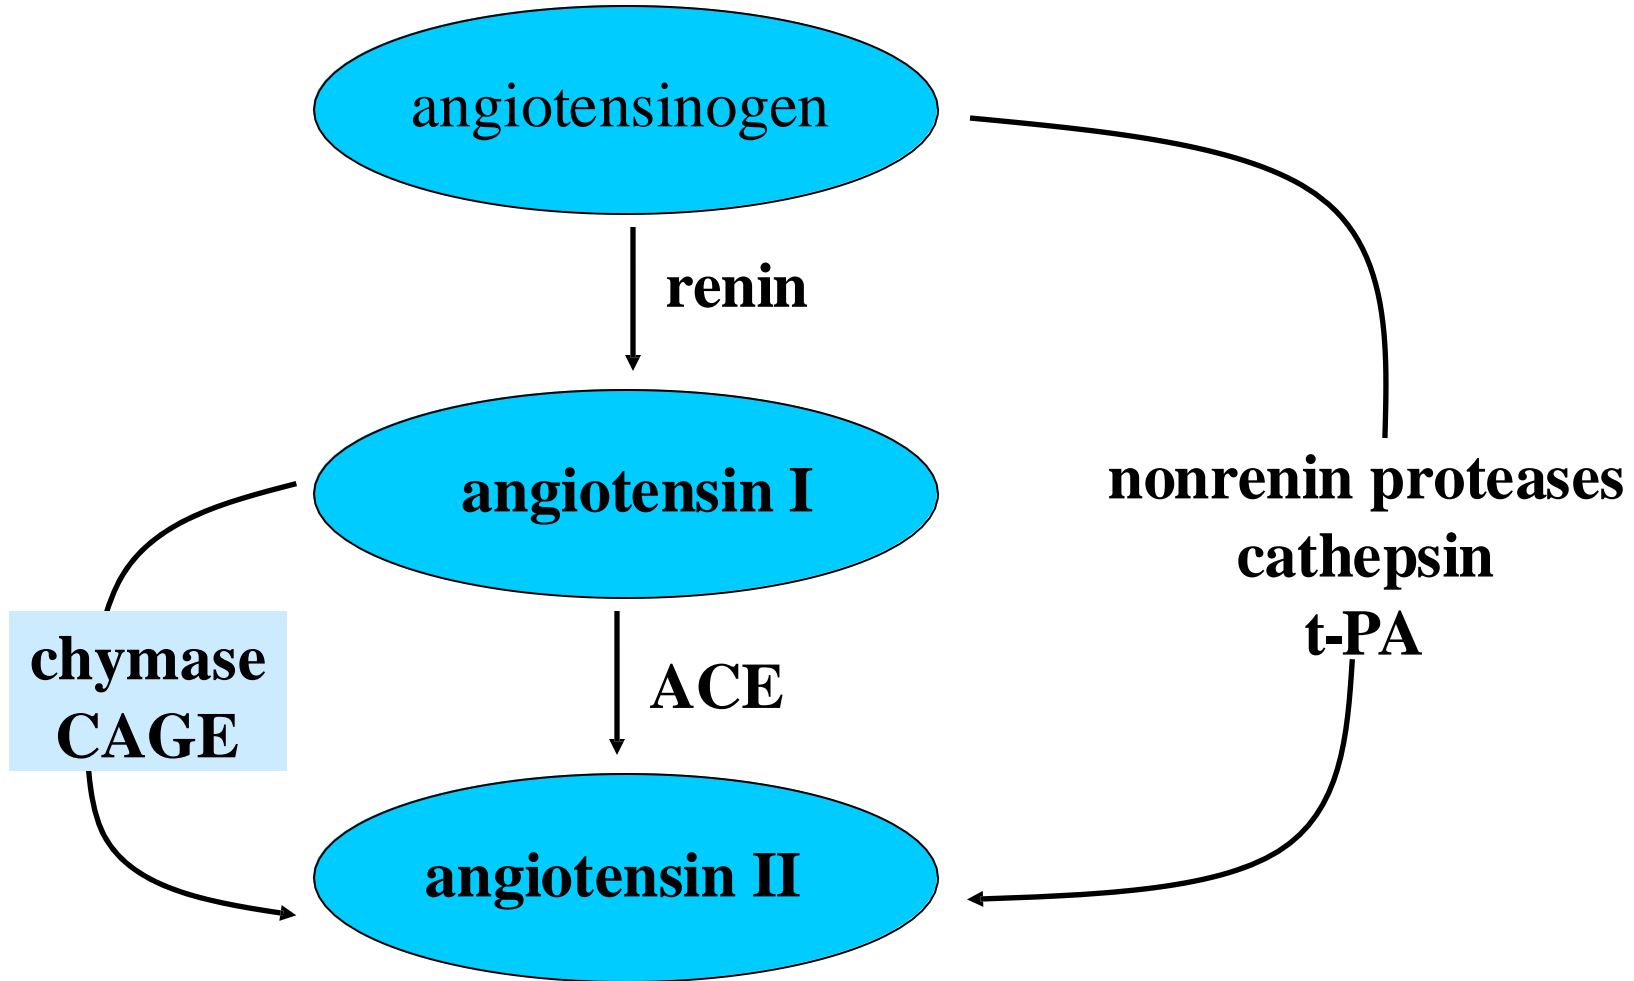 angiotensinogen
renin
angiotensin I
nonrenin proteases
cathepsin
t-PA
chymase
CAGE
ACE
angiotensin II